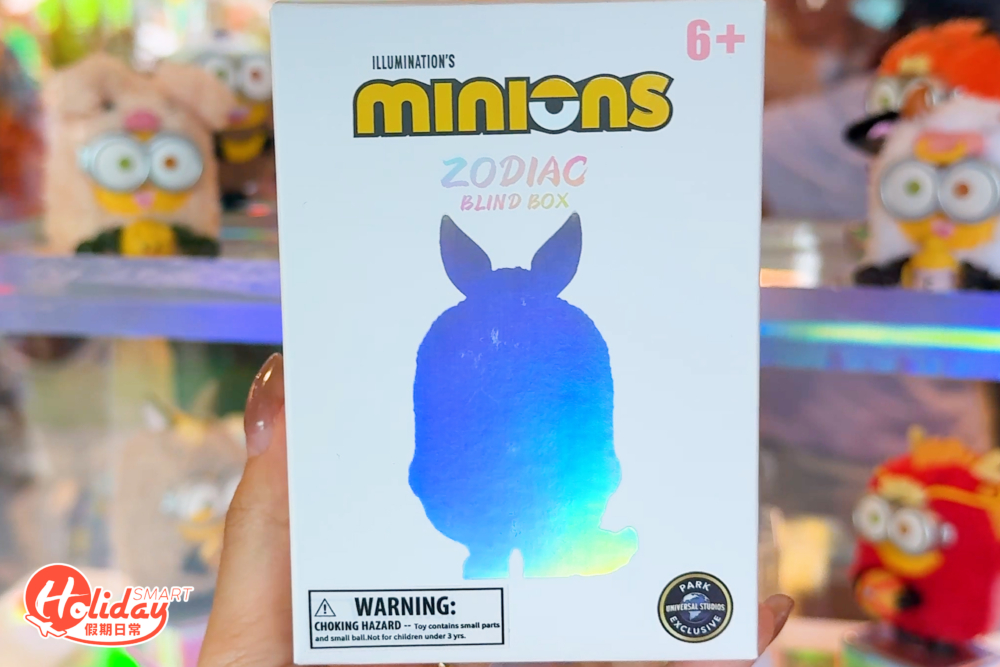 6+
ILLUMINATION'S
minions
ZODIAC
BLIND BOX
WARNING:
CHOKING HAZARD -- Toy contains small parts
and small ball.Not for children under 3 yrs.
PARK
UNIVERSAL STUDIOS
EXCLUSIVE
Holiday SMART
假期日常